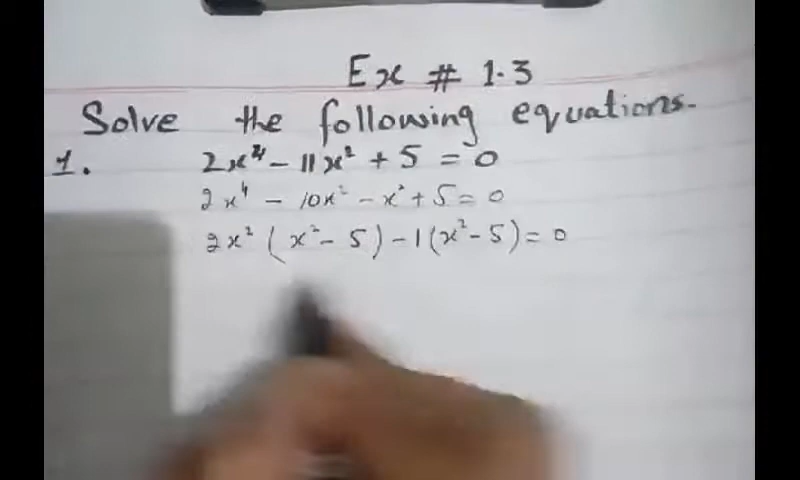 Ex # 1.3
Solve the following equations.
1. 2x⁴ - 11x² + 5 = 0
2x⁴ - 10x² - x² + 5 = 0
2x² (x² - 5) - 1(x² - 5) = 0